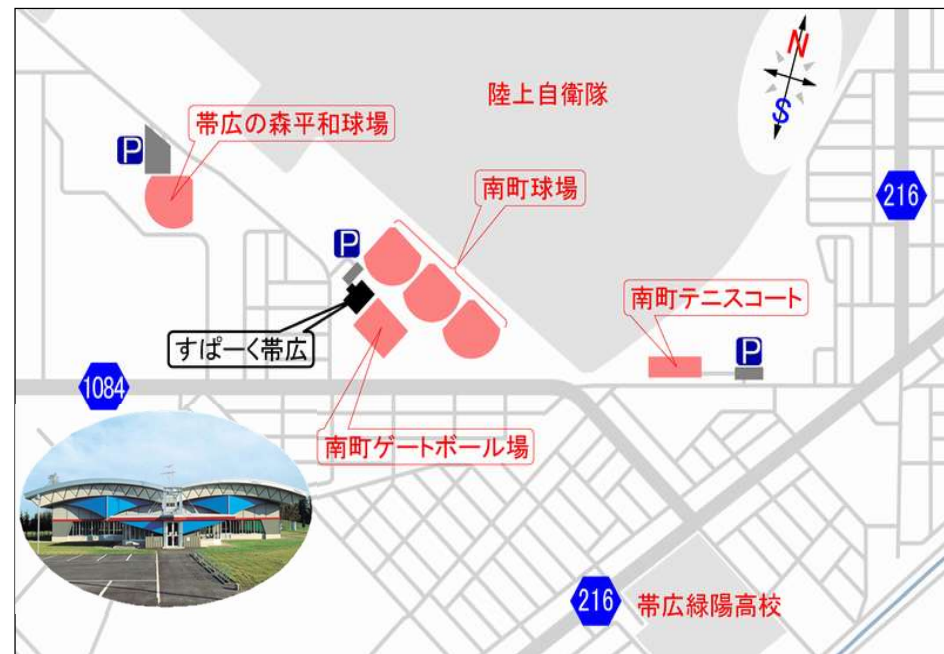 N
S
陸上自衛隊
帯広の森平和球場
P
216
南町球場
P
南町テニスコート
すぱーく帯広
P
1084
南町ゲートボール場
216
帯広緑陽高校